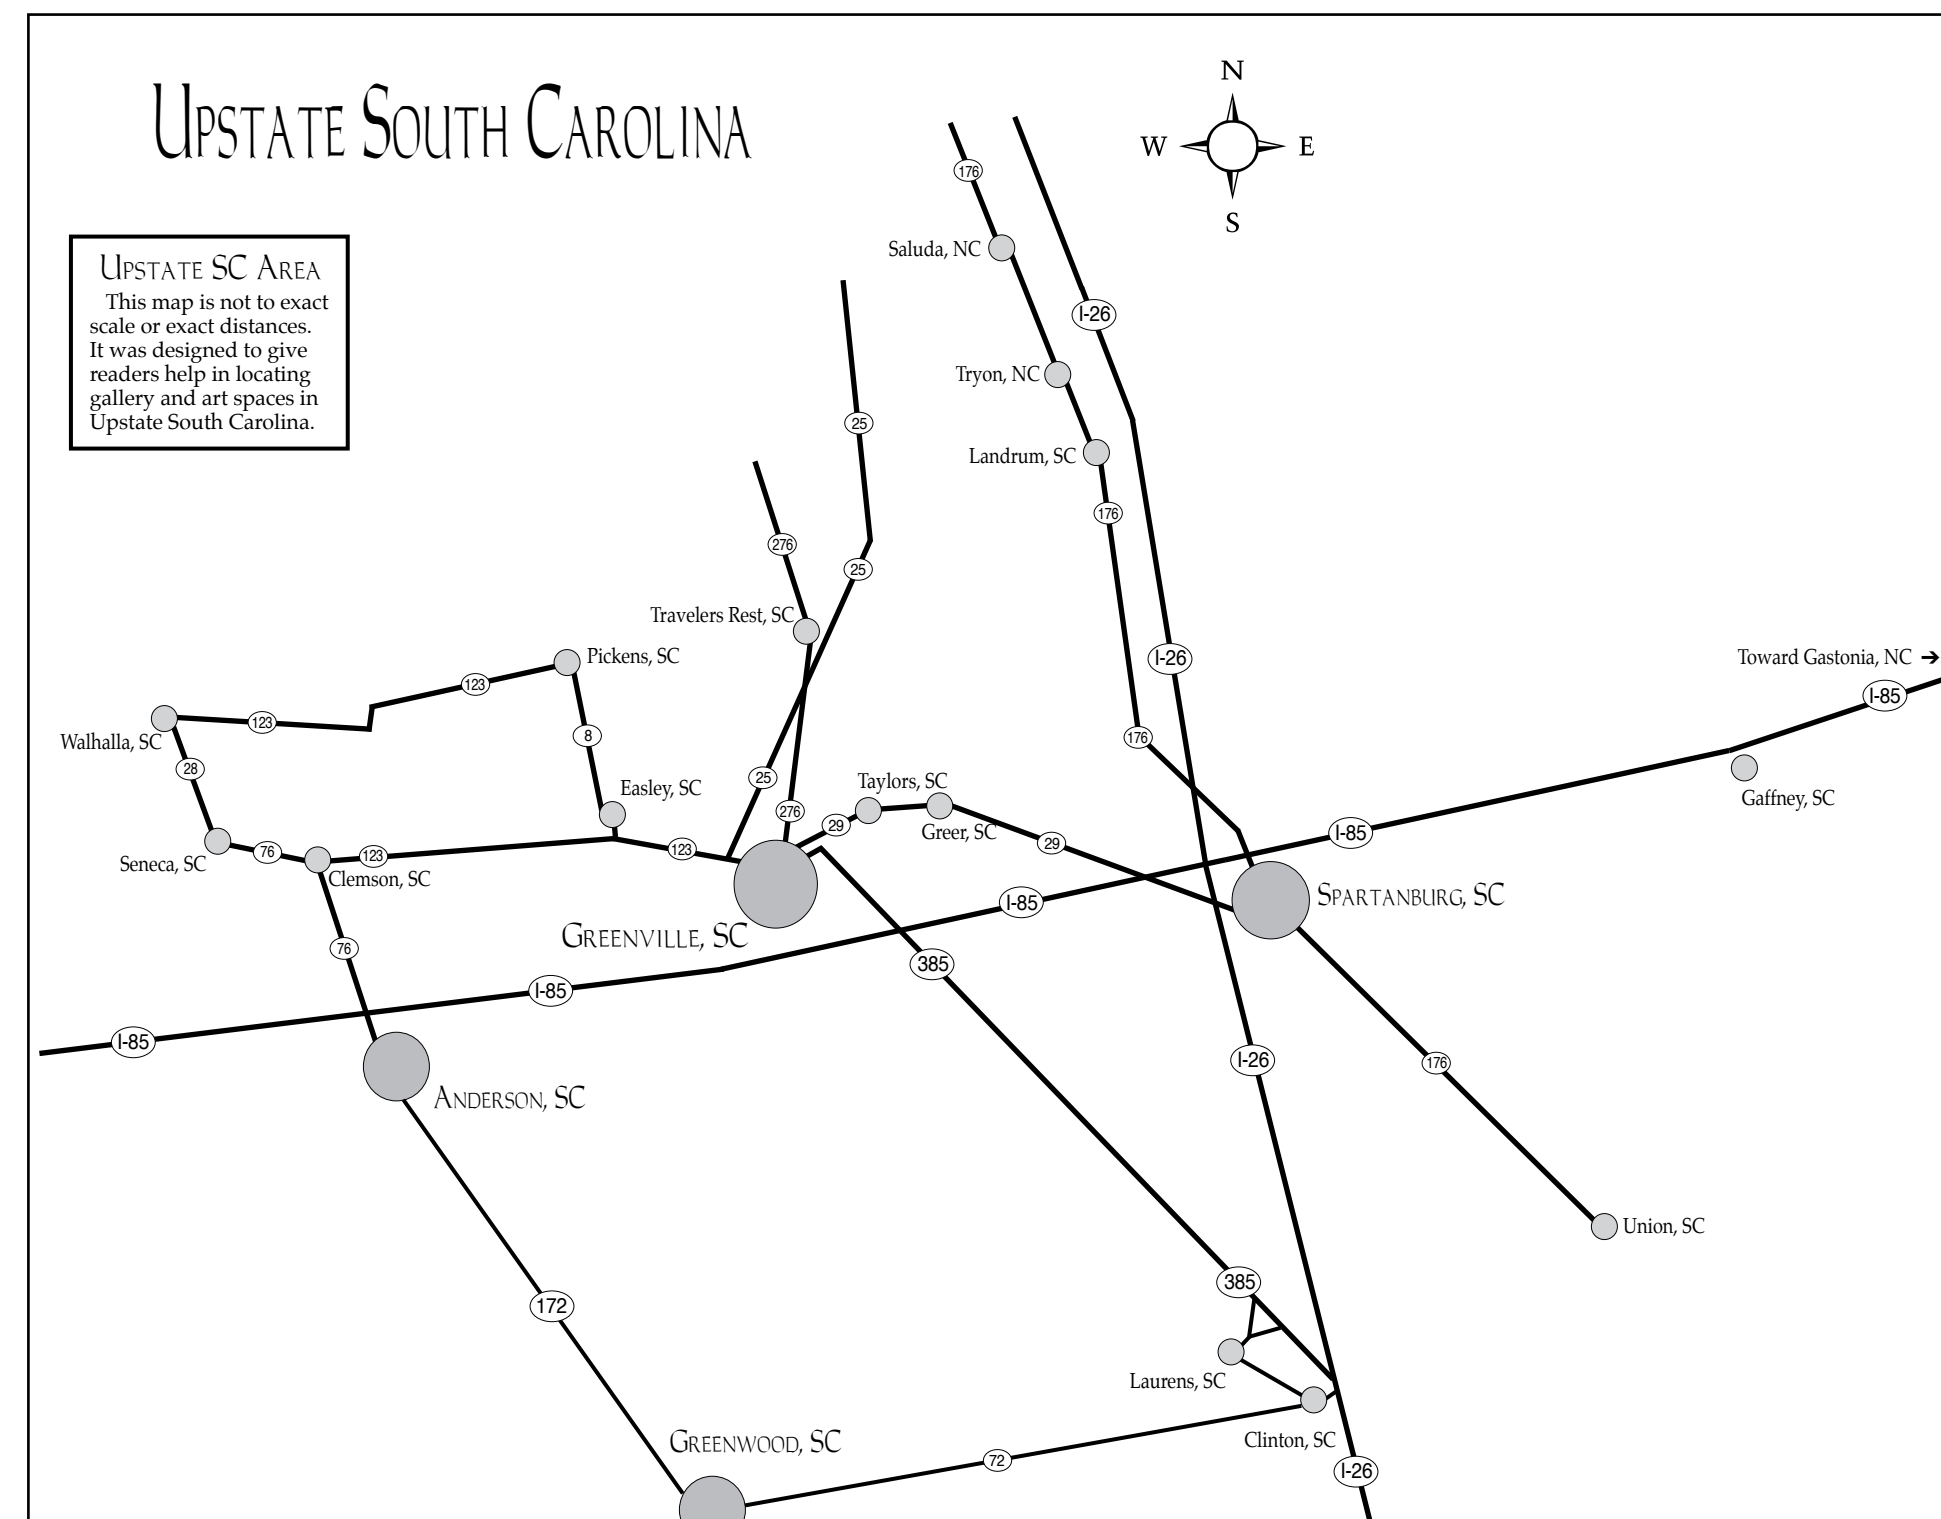 Upstate South Carolina
N
W E
S
176
Upstate SC Area
This map is not to exact
scale or exact distances.
It was designed to give
readers help in locating
gallery and art spaces in
Upstate South Carolina.
Saluda, NC
I-26
Tryon, NC
25
Landrum, SC
176
276
25
Travelers Rest, SC
Pickens, SC
I-26
Toward Gastonia, NC ➔
123
I-85
123
Walhalla, SC
8
176
28
25
Taylors, SC
Easley, SC
Gaffney, SC
276
29
Greer, SC
I-85
29
Seneca, SC
76
123
123
Clemson, SC
Spartanburg, SC
I-85
Greenville, SC
76
385
I-85
I-85
I-26
176
Anderson, SC
Union, SC
385
172
Laurens, SC
Greenwood, SC
Clinton, SC
72
I-26